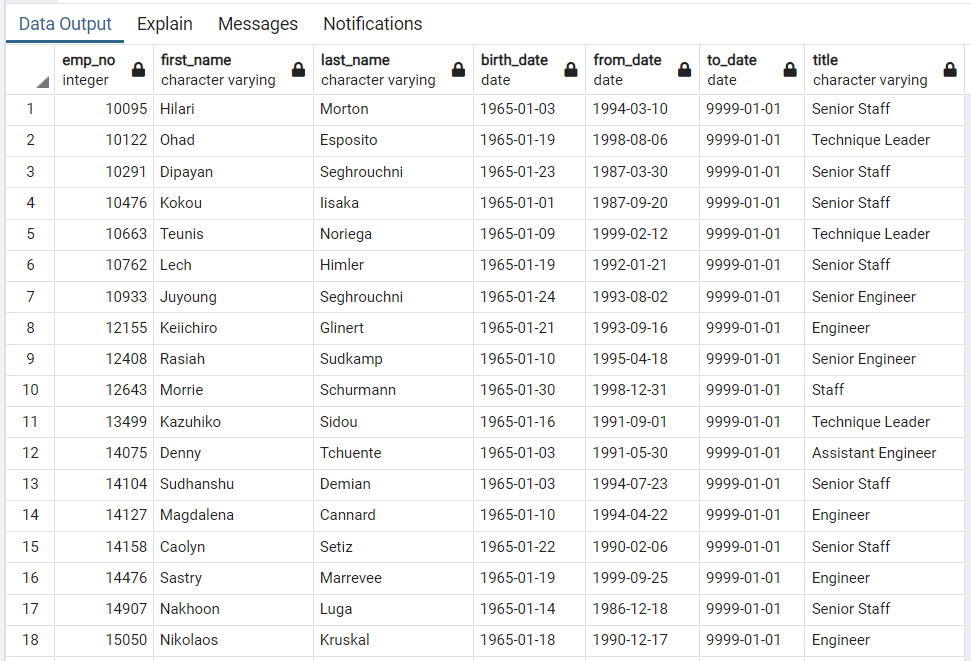 Data Output Explain Messages Notifications
emp_no first_name last_name birth_date from_date to_date title
integer character varying character varying date date date character varying
1 10095 Hilari Morton 1965-01-03 1994-03-10 9999-01-01 Senior Staff
2 10122 Ohad Esposito 1965-01-19 1998-08-06 9999-01-01 Technique Leader
3 10291 Dipayan Seghrouchni 1965-01-23 1987-03-30 9999-01-01 Senior Staff
4 10476 Kokou Iisaka 1965-01-01 1987-09-20 9999-01-01 Senior Staff
5 10663 Teunis Noriega 1965-01-09 1999-02-12 9999-01-01 Technique Leader
6 10762 Lech Himler 1965-01-19 1992-01-21 9999-01-01 Senior Staff
7 10933 Juyoung Seghrouchni 1965-01-24 1993-08-02 9999-01-01 Senior Engineer
8 12155 Keiichiro Glinert 1965-01-21 1993-09-16 9999-01-01 Engineer
9 12408 Rasiah Sudkamp 1965-01-10 1995-04-18 9999-01-01 Senior Engineer
10 12643 Morrie Schurmann 1965-01-30 1998-12-31 9999-01-01 Staff
11 13499 Kazuhiko Sidou 1965-01-16 1991-09-01 9999-01-01 Technique Leader
12 14075 Denny Tchuente 1965-01-03 1991-05-30 9999-01-01 Assistant Engineer
13 14104 Sudhanshu Demian 1965-01-03 1994-07-23 9999-01-01 Senior Staff
14 14127 Magdalena Cannard 1965-01-10 1994-04-22 9999-01-01 Engineer
15 14158 Caolyn Setiz 1965-01-22 1990-02-06 9999-01-01 Senior Staff
16 14476 Sastry Marrevee 1965-01-19 1999-09-25 9999-01-01 Engineer
17 14907 Nakhoon Luga 1965-01-14 1986-12-18 9999-01-01 Senior Staff
18 15050 Nikolaos Kruskal 1965-01-18 1990-12-17 9999-01-01 Engineer